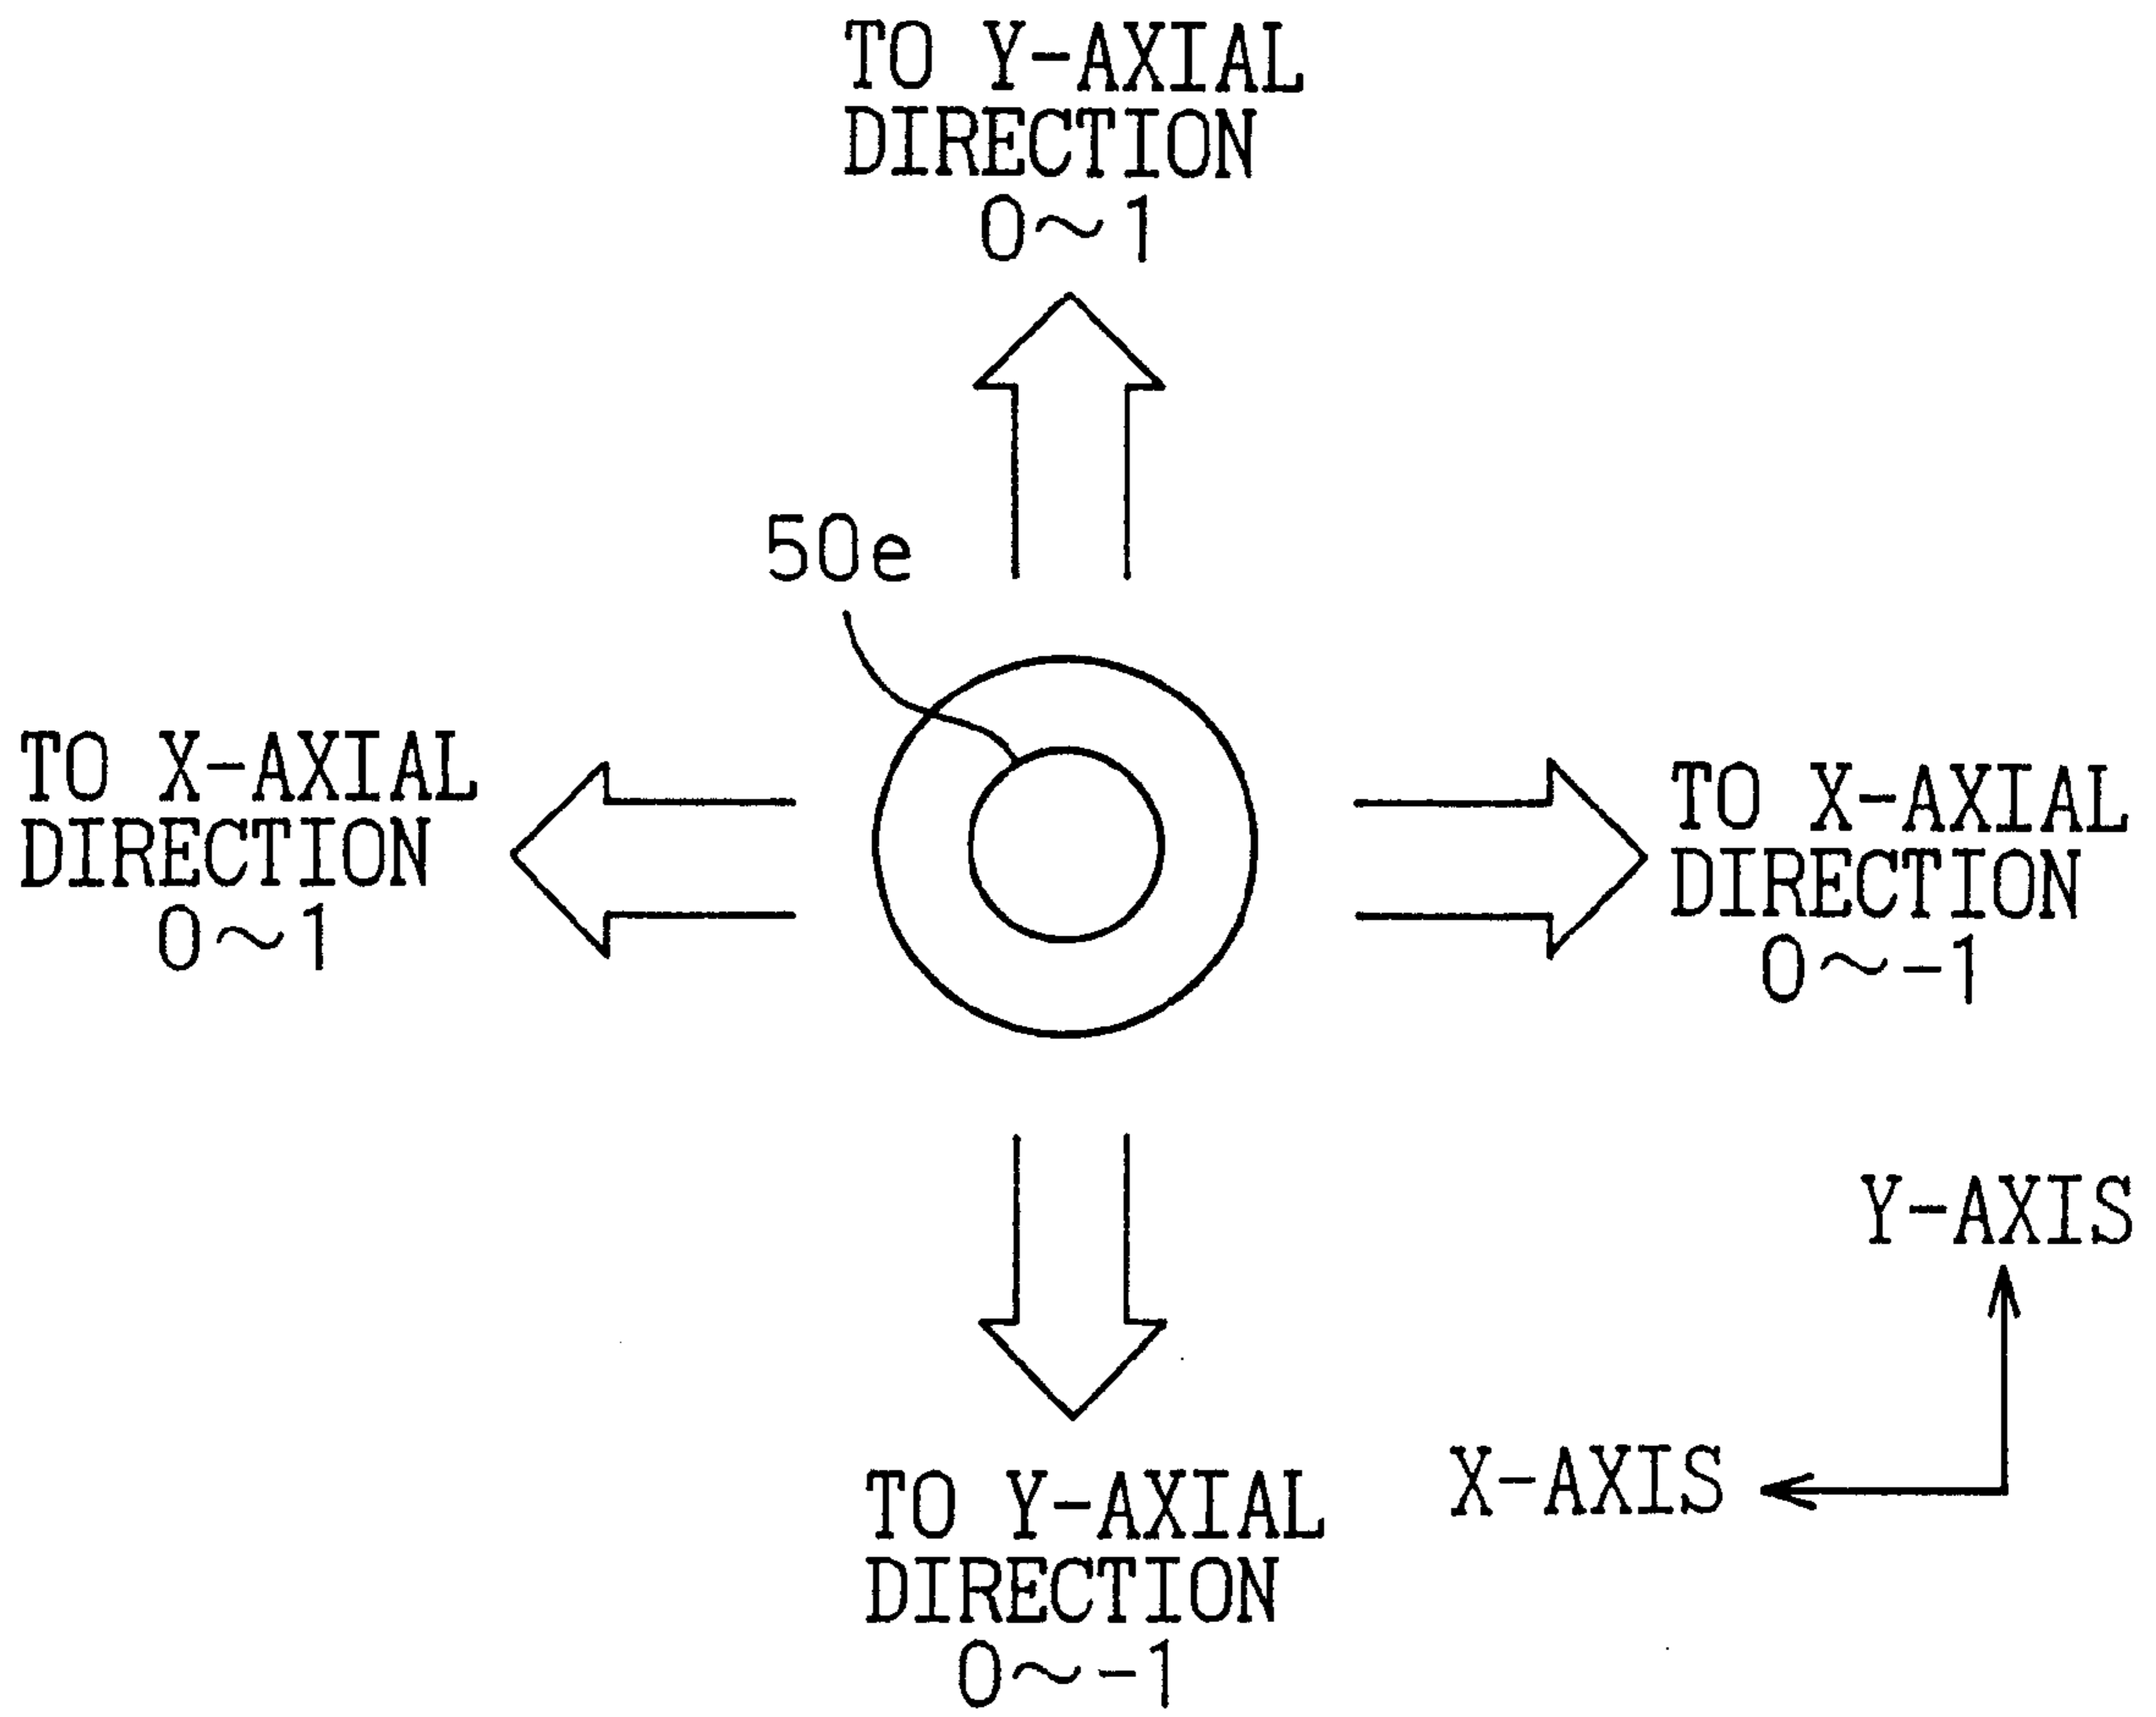 TO Y-AXIAL
DIRECTION
0~1
50e
TO X-AXIAL
DIRECTION
0~1
TO X-AXIAL
DIRECTION
0~-1
Y-AXIS
X-AXIS
TO Y-AXIAL
DIRECTION
0~-1